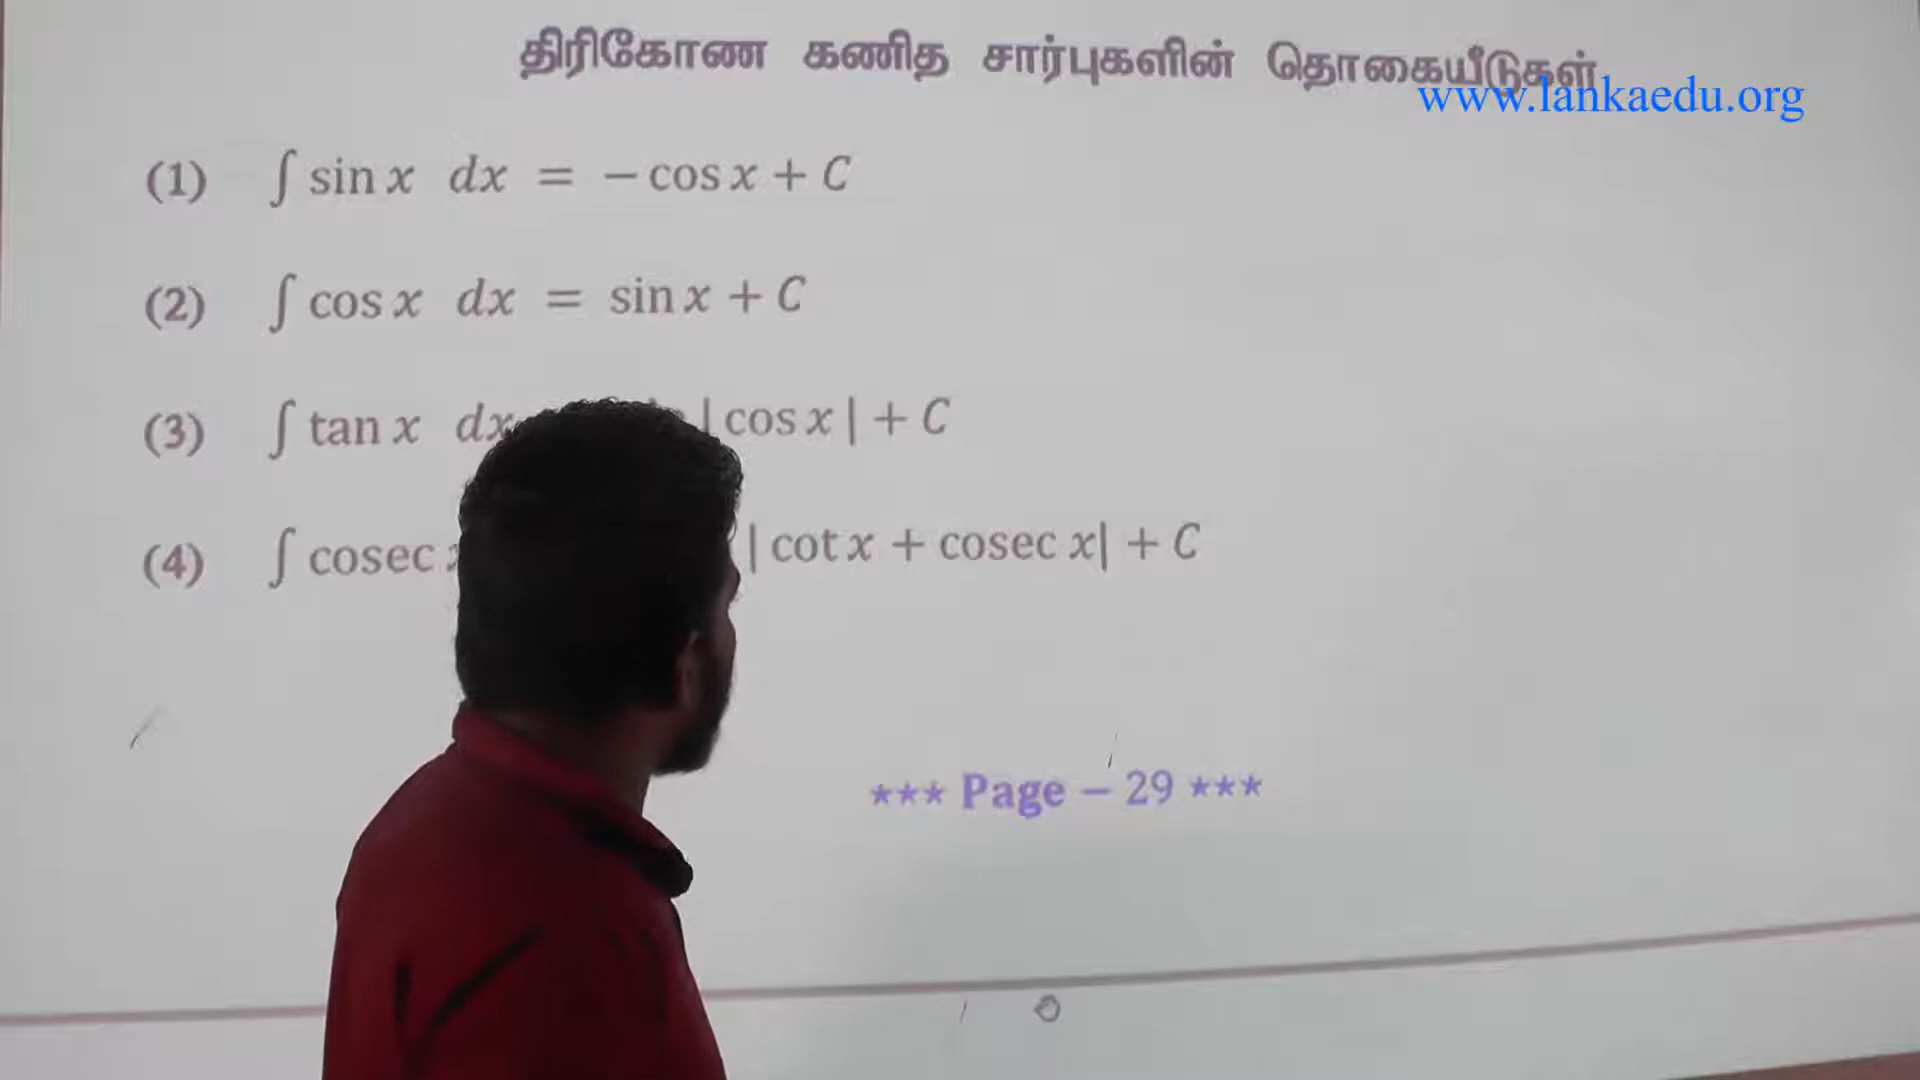 திரிகோண கணித சார்புகளின் தொகையீடுகள்
www.lankaedu.org
(1) ∫ sin x dx = − cos x + C
(2) ∫ cos x dx = sin x + C
(3) ∫ tan x dx | cos x | + C
(4) ∫ cosec | cot x + cosec x| + C
*** Page – 29 ***